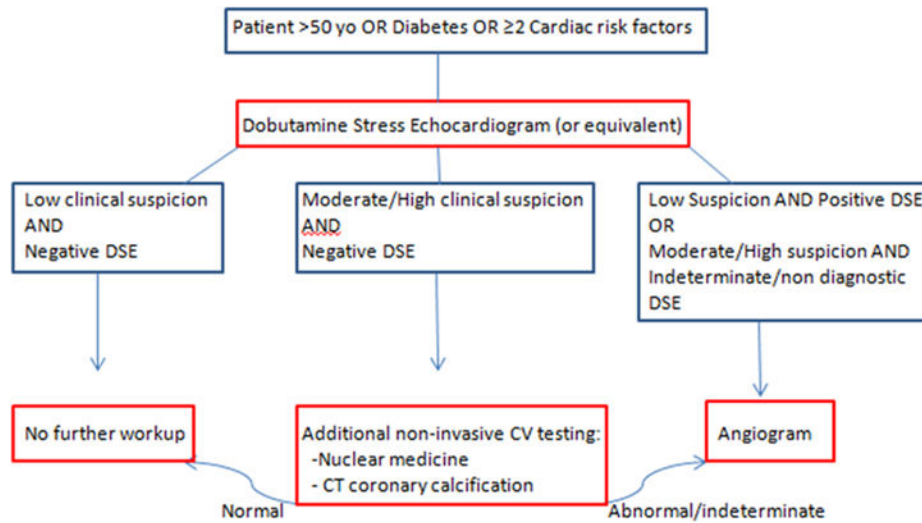 Patient >50 yo OR Diabetes OR ≥2 Cardiac risk factors
Dobutamine Stress Echocardiogram (or equivalent)
Low clinical suspicion
AND
Negative DSE
Moderate/High clinical suspicion
AND
Negative DSE
Low Suspicion AND Positive DSE
OR
Moderate/High suspicion AND
Indeterminate/non diagnostic
DSE
No further workup
Additional non-invasive CV testing:
-Nuclear medicine
- CT coronary calcification
Angiogram
Normal
Abnormal/indeterminate